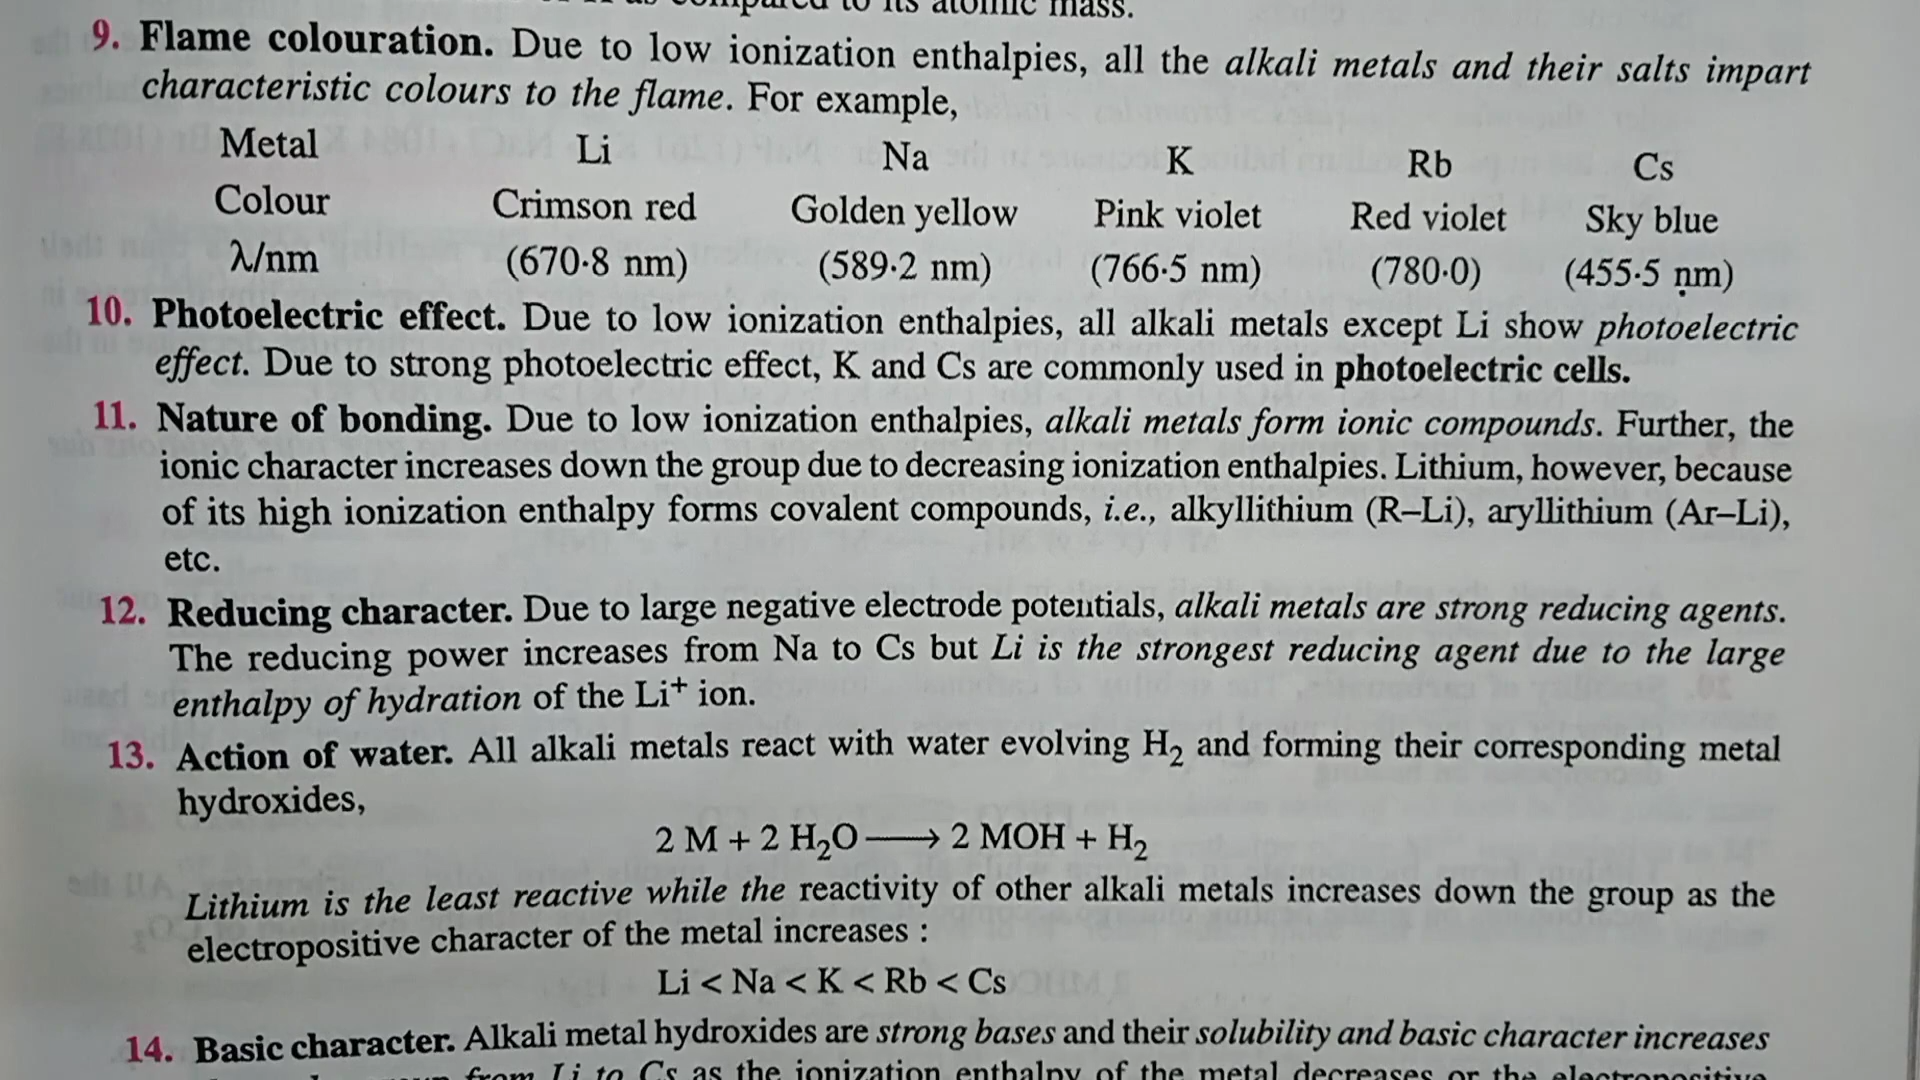 compared to its atomic mass.
9. Flame colouration. Due to low ionization enthalpies, all the alkali metals and their salts impart
characteristic colours to the flame. For example,
Metal Li Na K Rb Cs
Colour Crimson red Golden yellow Pink violet Red violet Sky blue
λ/nm (670·8 nm) (589·2 nm) (766·5 nm) (780·0) (455·5 nm)
10. Photoelectric effect. Due to low ionization enthalpies, all alkali metals except Li show photoelectric
effect. Due to strong photoelectric effect, K and Cs are commonly used in photoelectric cells.
11. Nature of bonding. Due to low ionization enthalpies, alkali metals form ionic compounds. Further, the
ionic character increases down the group due to decreasing ionization enthalpies. Lithium, however, because
of its high ionization enthalpy forms covalent compounds, i.e., alkyllithium (R–Li), aryllithium (Ar–Li),
etc.
12. Reducing character. Due to large negative electrode potentials, alkali metals are strong reducing agents.
The reducing power increases from Na to Cs but Li is the strongest reducing agent due to the large
enthalpy of hydration of the Li⁺ ion.
13. Action of water. All alkali metals react with water evolving H₂ and forming their corresponding metal
hydroxides,
2 M + 2 H₂O ⟶ 2 MOH + H₂
Lithium is the least reactive while the reactivity of other alkali metals increases down the group as the
electropositive character of the metal increases :
Li < Na < K < Rb < Cs
14. Basic character. Alkali metal hydroxides are strong bases and their solubility and basic character increases
from Li to Cs as the ionization enthalpy of the metal decreases or the electropositive